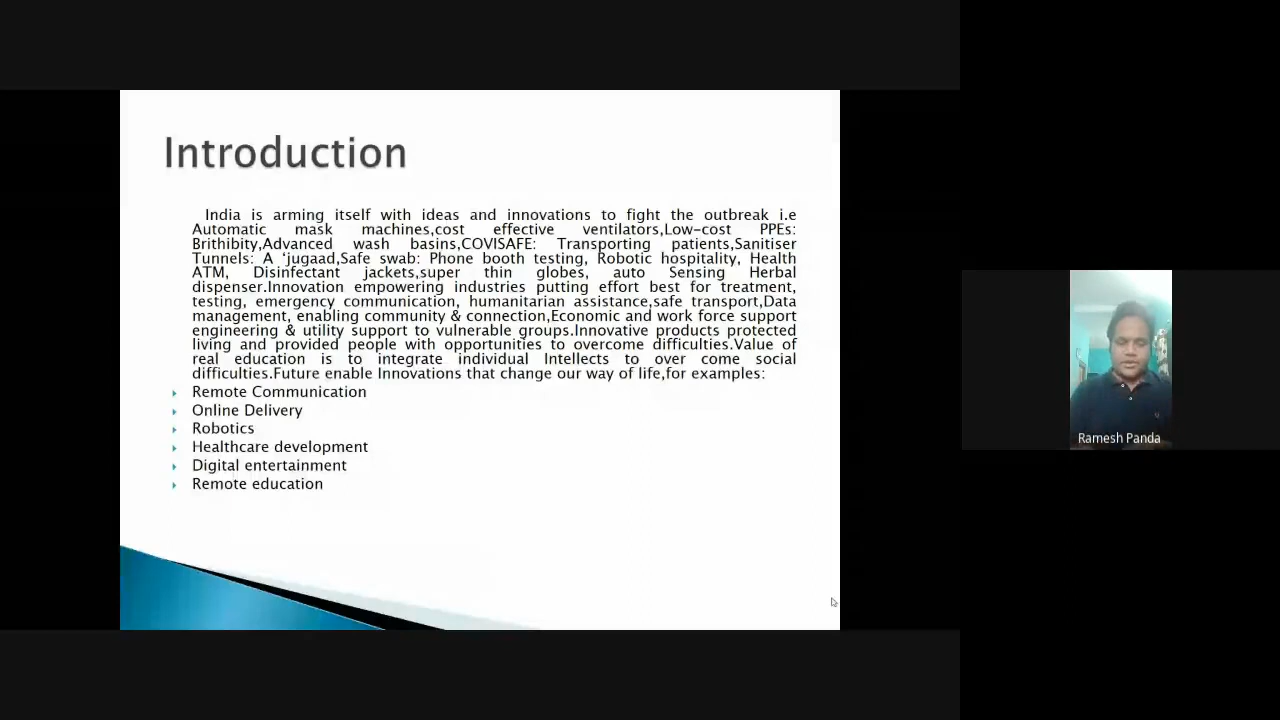 Introduction
India is arming itself with ideas and innovations to fight the outbreak i.e
Automatic mask machines,cost effective ventilators,Low-cost PPEs:
Brithibity,Advanced wash basins,COVISAFE: Transporting patients,Sanitiser
Tunnels: A ‘jugaad,Safe swab: Phone booth testing, Robotic hospitality, Health
ATM, Disinfectant jackets,super thin globes, auto Sensing Herbal
dispenser.Innovation empowering industries putting effort best for treatment,
testing, emergency communication, humanitarian assistance,safe transport,Data
management, enabling community & connection,Economic and work force support
engineering & utility support to vulnerable groups.Innovative products protected
living and provided people with opportunities to overcome difficulties.Value of
real education is to integrate individual Intellects to over come social
difficulties.Future enable Innovations that change our way of life,for examples:
Remote Communication
Online Delivery
Robotics
Healthcare development
Digital entertainment
Remote education
Ramesh Panda